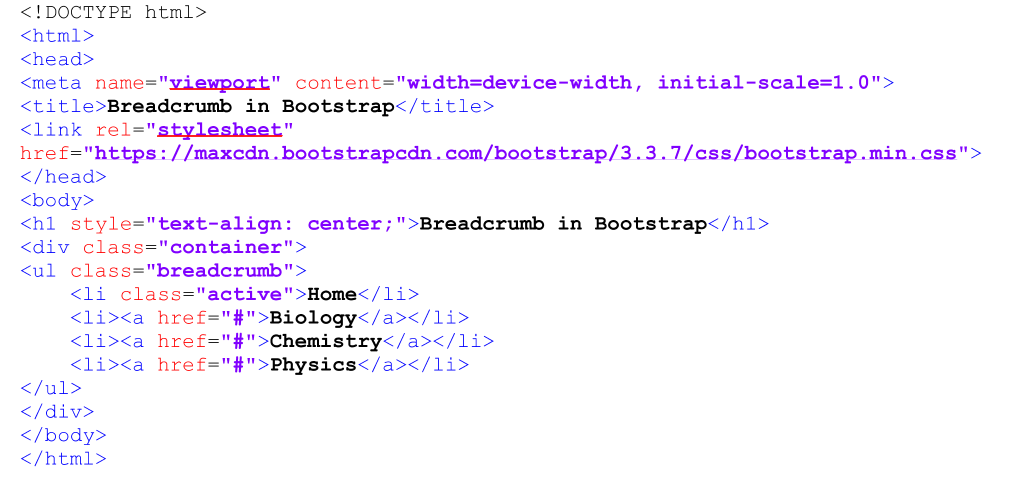 <!DOCTYPE html>
<html>
<head>
<meta name="viewport" content="width=device-width, initial-scale=1.0">
<title>Breadcrumb in Bootstrap</title>
<link rel="stylesheet"
href="https://maxcdn.bootstrapcdn.com/bootstrap/3.3.7/css/bootstrap.min.css">
</head>
<body>
<h1 style="text-align: center;">Breadcrumb in Bootstrap</h1>
<div class="container">
<ul class="breadcrumb">
    <li class="active">Home</li>
    <li><a href="#">Biology</a></li>
    <li><a href="#">Chemistry</a></li>
    <li><a href="#">Physics</a></li>
</ul>
</div>
</body>
</html>